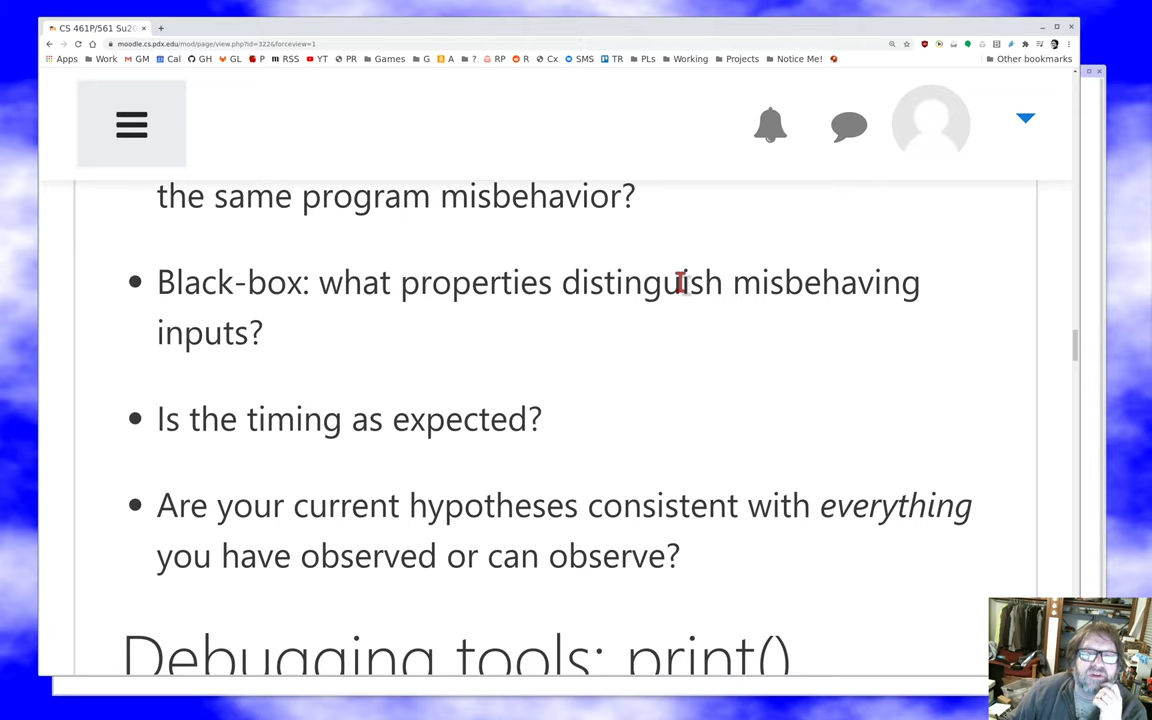 CS 461P/561 Su20
moodle.cs.pdx.edu/mod/page/view.php?id=322&forceview=1
Apps Work GM Cal GH GL P RSS YT PR Games G A ? RP R Cx SMS TR PLs Working Projects Notice Me! Other bookmarks
the same program misbehavior?
• Black-box: what properties distinguish misbehaving
inputs?
• Is the timing as expected?
• Are your current hypotheses consistent with everything
you have observed or can observe?
Debugging tools: print()